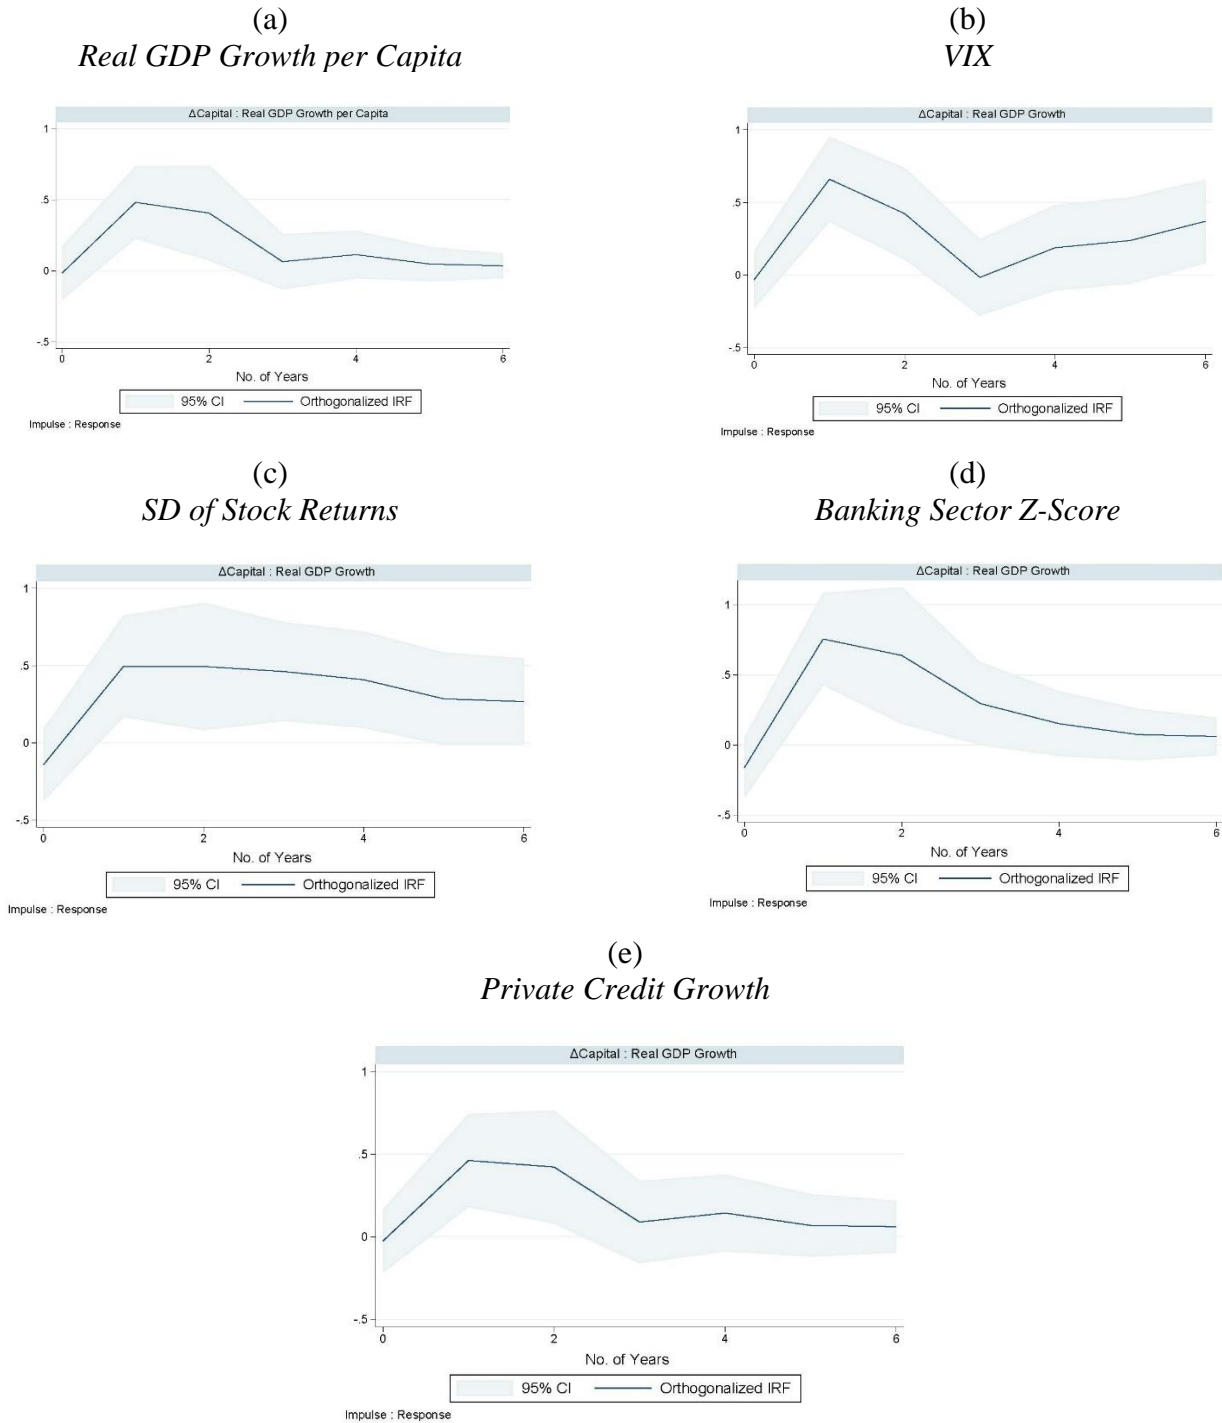 (a)
Real GDP Growth per Capita
ΔCapital : Real GDP Growth per Capita
1
.5
0
-.5
0 2 4 6
No. of Years
95% CI Orthogonalized IRF
Impulse : Response
(b)
VIX
ΔCapital : Real GDP Growth
1
.5
0
-.5
0 2 4 6
No. of Years
95% CI Orthogonalized IRF
Impulse : Response
(c)
SD of Stock Returns
ΔCapital : Real GDP Growth
1
.5
0
-.5
0 2 4 6
No. of Years
95% CI Orthogonalized IRF
Impulse : Response
(d)
Banking Sector Z-Score
ΔCapital : Real GDP Growth
1
.5
0
-.5
0 2 4 6
No. of Years
95% CI Orthogonalized IRF
Impulse : Response
(e)
Private Credit Growth
ΔCapital : Real GDP Growth
1
.5
0
-.5
0 2 4 6
No. of Years
95% CI Orthogonalized IRF
Impulse : Response